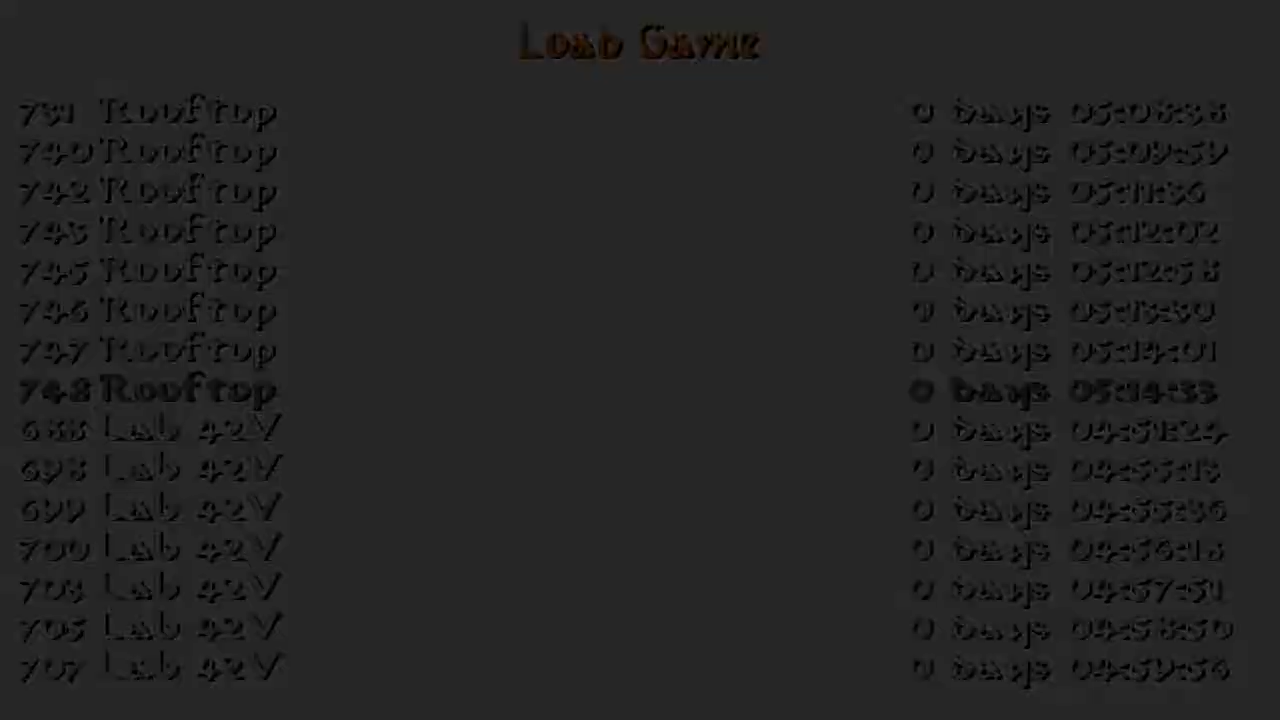 Load Game
731 Rooftop 0 days 05:08:38
740 Rooftop 0 days 05:09:59
742 Rooftop 0 days 05:11:36
743 Rooftop 0 days 05:12:02
745 Rooftop 0 days 05:12:58
746 Rooftop 0 days 05:13:30
747 Rooftop 0 days 05:14:01
748 Rooftop 0 days 05:14:33
688 Lab 42V 0 days 04:51:24
698 Lab 42V 0 days 04:55:13
699 Lab 42V 0 days 04:55:36
700 Lab 42V 0 days 04:56:18
703 Lab 42V 0 days 04:57:51
705 Lab 42V 0 days 04:58:50
707 Lab 42V 0 days 04:59:56